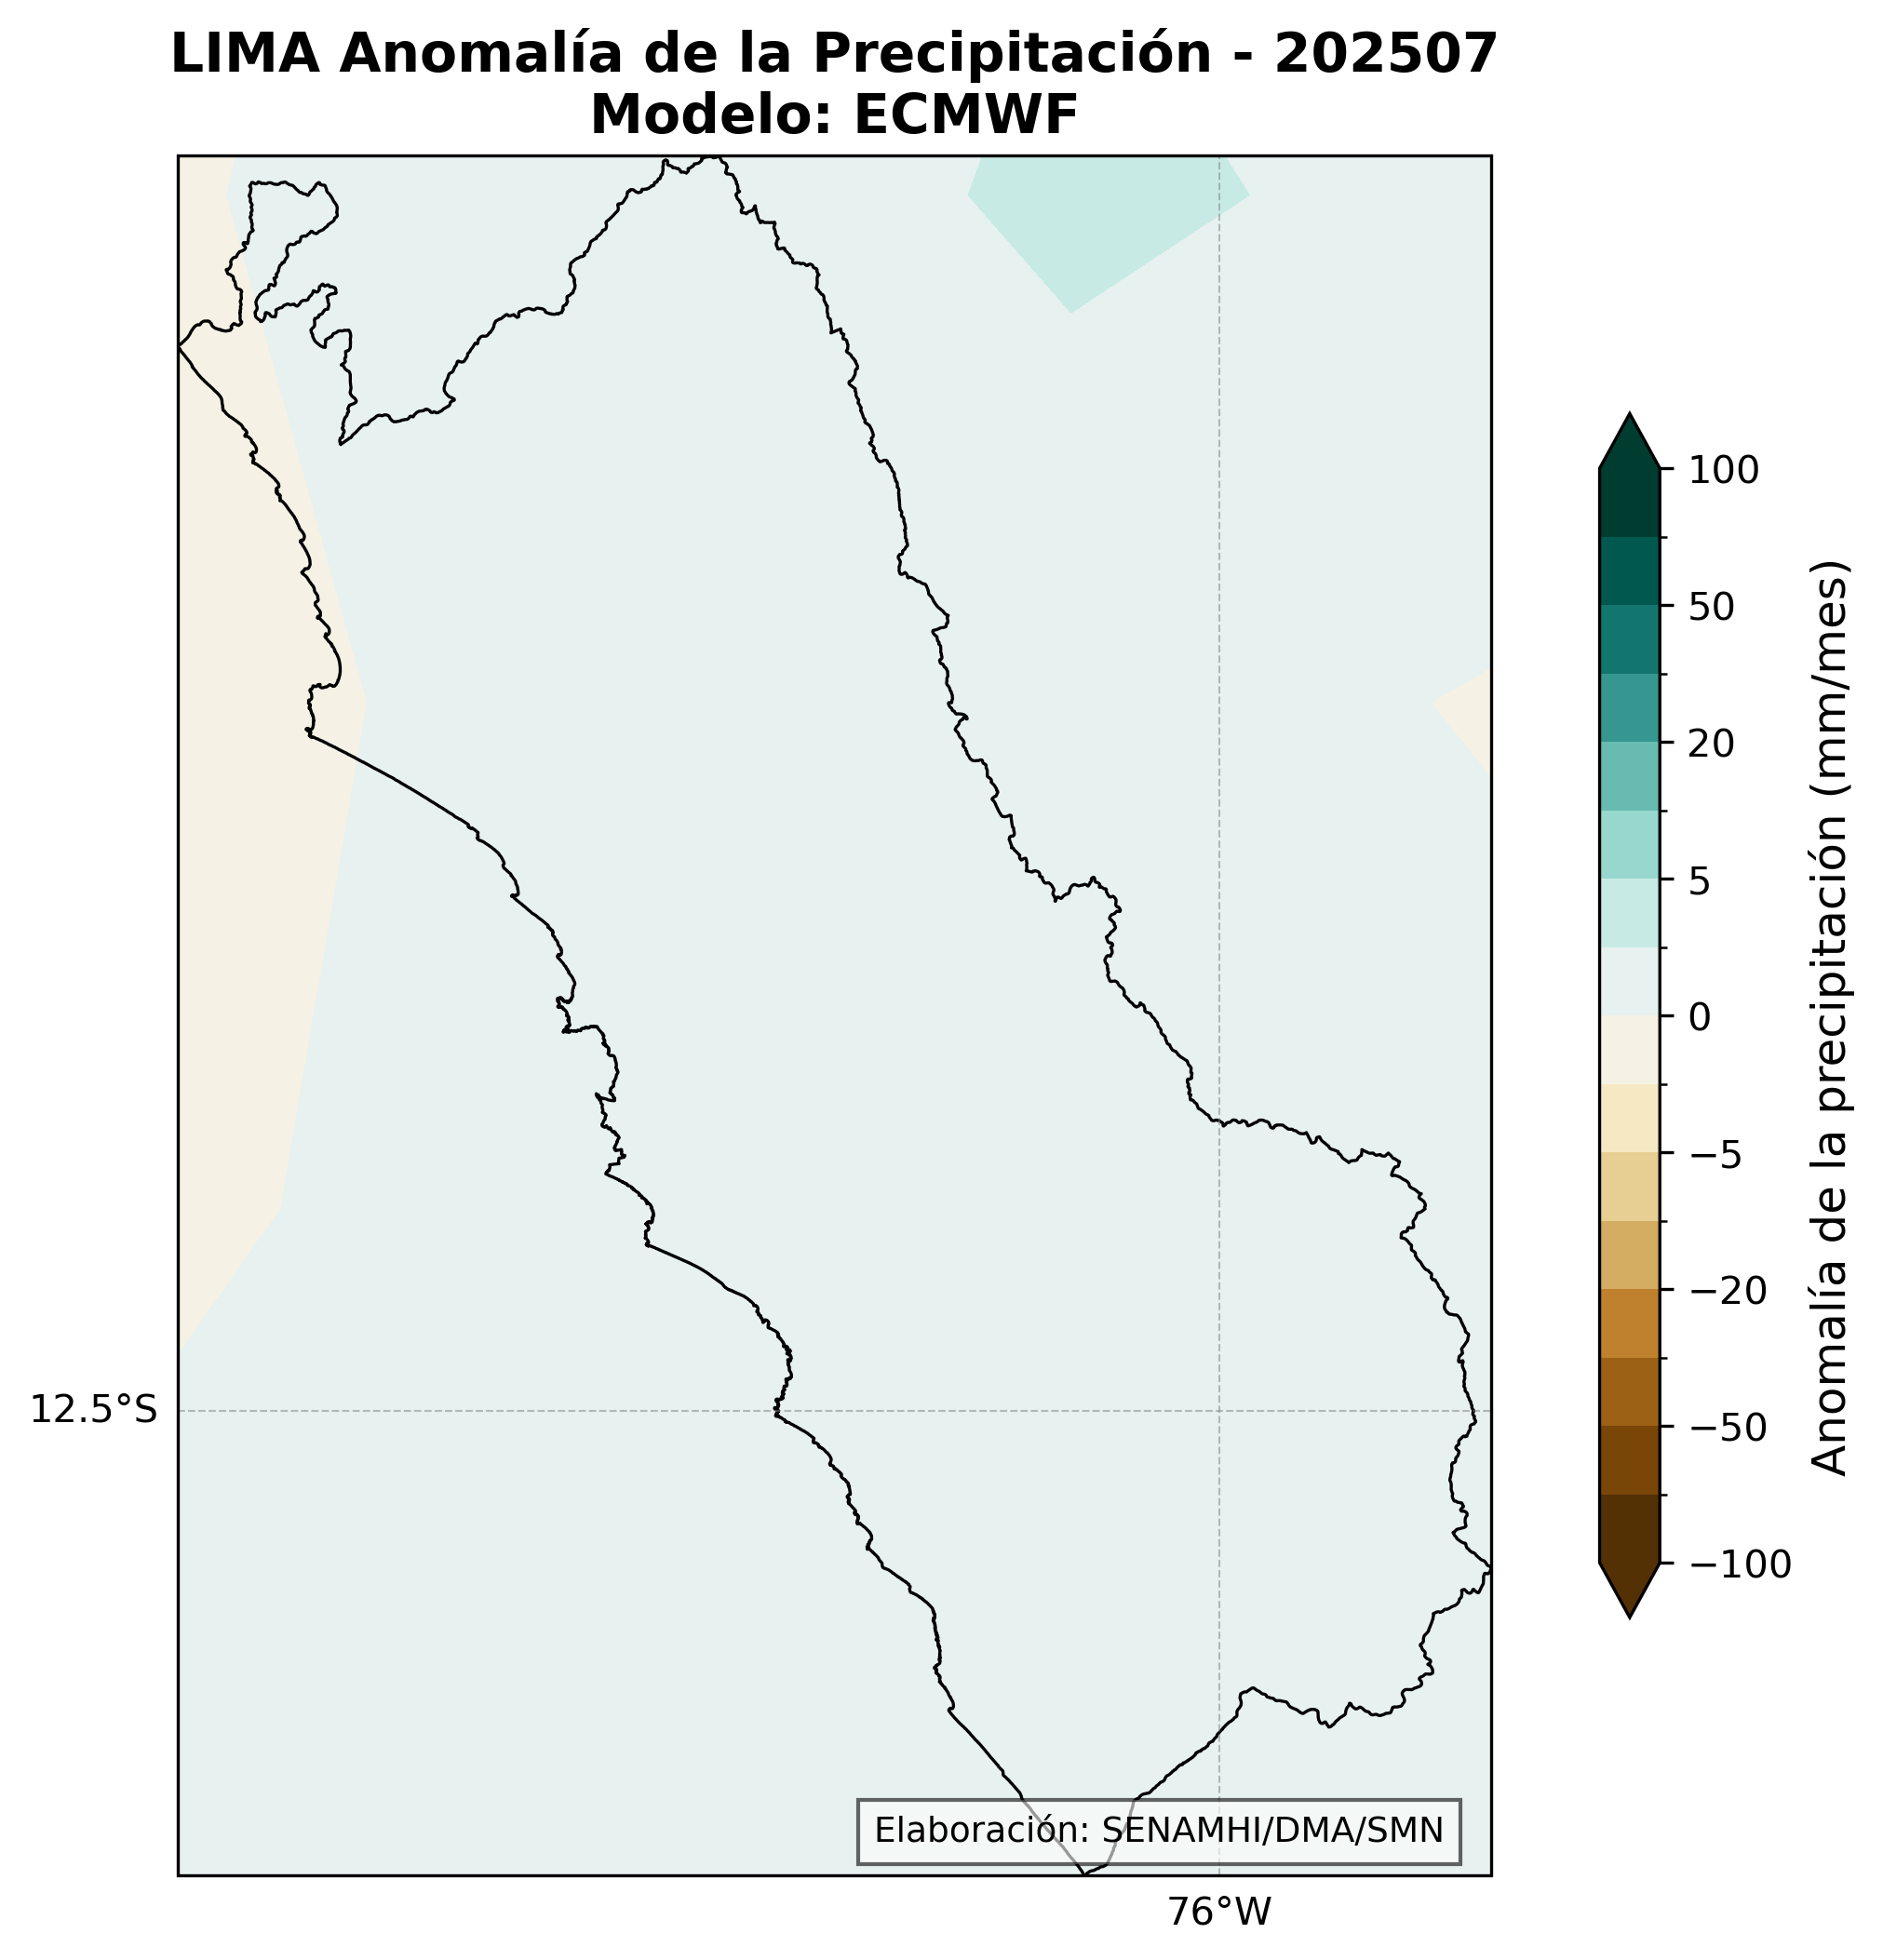 LIMA Anomalía de la Precipitación - 202507
Modelo: ECMWF
100
50
20
5
0
−5
−20
−50
−100
Anomalía de la precipitación (mm/mes)
12.5°S
Elaboración: SENAMHI/DMA/SMN
76°W